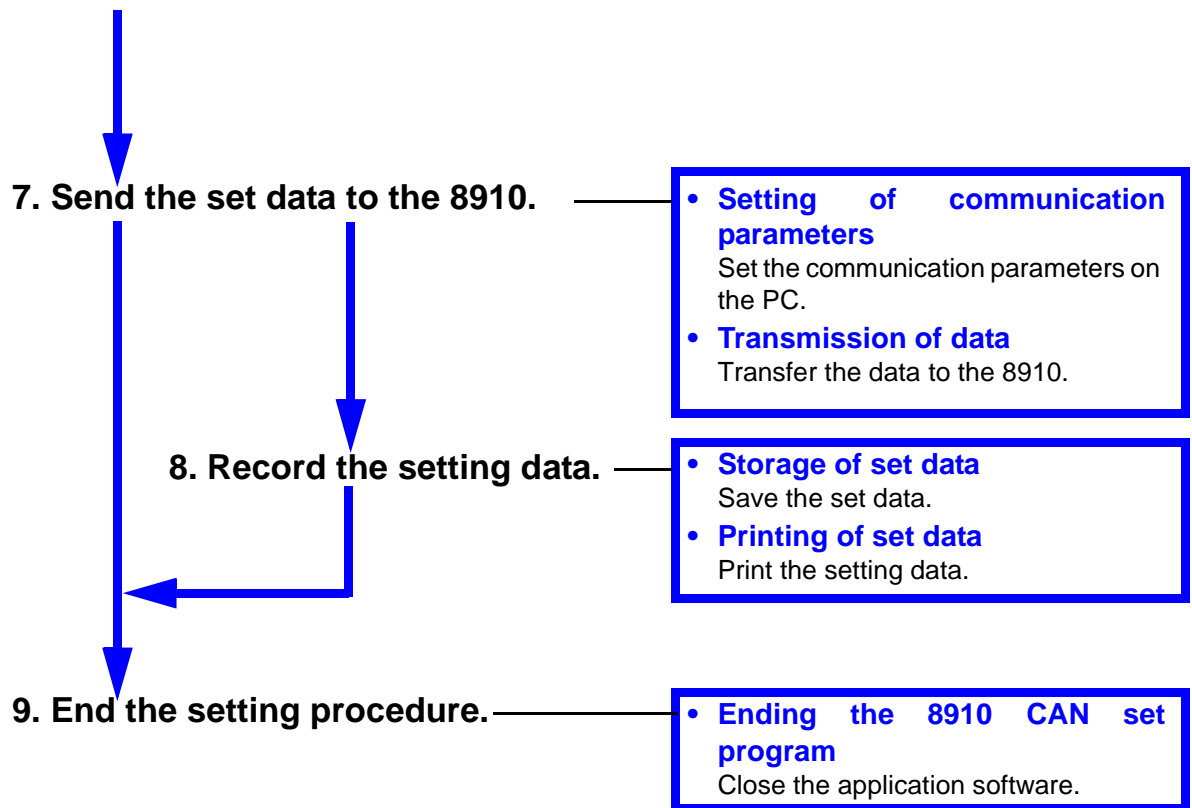 7. Send the set data to the 8910.
• Setting of communication
parameters
Set the communication parameters on
the PC.
• Transmission of data
Transfer the data to the 8910.
8. Record the setting data.
• Storage of set data
Save the set data.
• Printing of set data
Print the setting data.
9. End the setting procedure.
• Ending the 8910 CAN set
program
Close the application software.